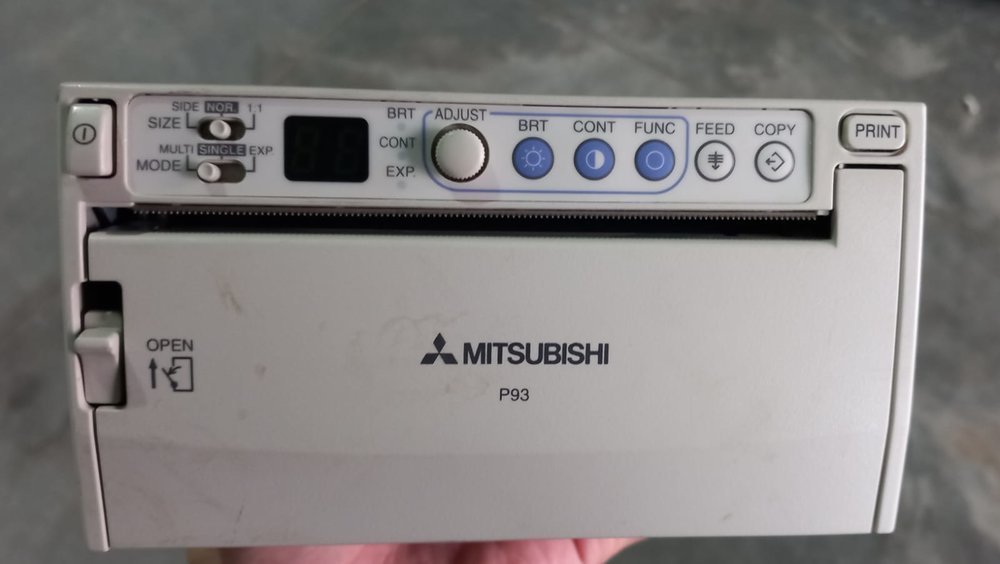 SIDE NOR. 1,1
SIZE
MULTI SINGLE EXP.
MODE
BRT
CONT
EXP.
ADJUST
BRT CONT FUNC
FEED COPY
PRINT
OPEN
MITSUBISHI
P93